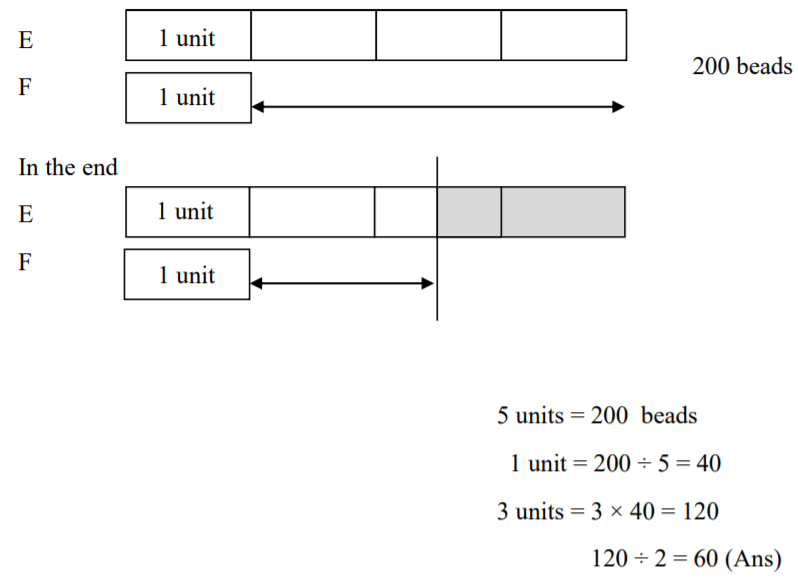 E 1 unit
200 beads
F 1 unit
In the end
E 1 unit
F 1 unit
5 units = 200 beads
1 unit = 200 ÷ 5 = 40
3 units = 3 × 40 = 120
120 ÷ 2 = 60 (Ans)